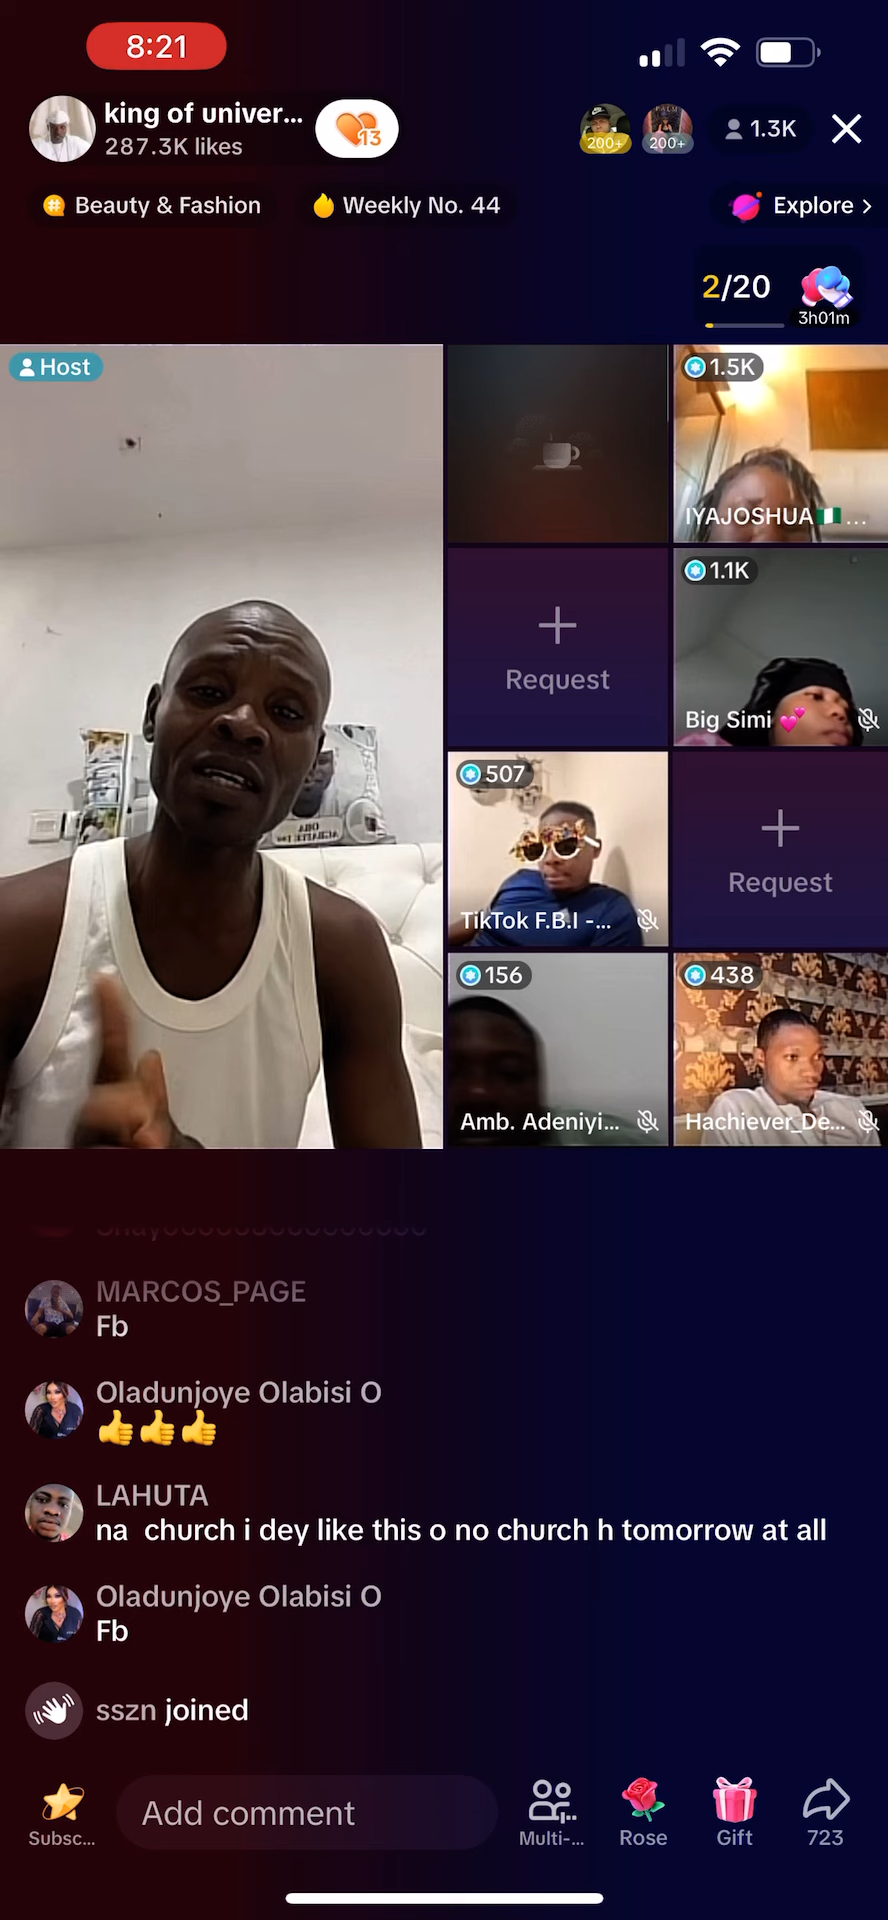 8:21
king of univer...
287.3K likes
13
200+
200+
1.3K
Beauty & Fashion
Weekly No. 44
Explore >
2/20
3h01m
Host
1.5K
IYAJOSHUA🇳🇬...
Request
1.1K
Big Simi 💕
507
TikTok F.B.I -...
Request
156
Amb. Adeniyi...
438
Hachiever_De...
MARCOS_PAGE
Fb
Oladunjoye Olabisi O
👍👍👍
LAHUTA
na church i dey like this o no church h tomorrow at all
Oladunjoye Olabisi O
Fb
sszn joined
Subsc...
Add comment
Multi-...
Rose
Gift
723